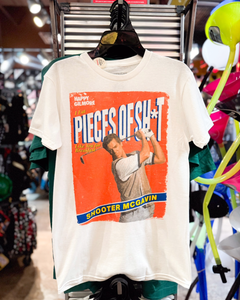 HAPPY
GILMORE
PIECES OF SH*T
SHOOTER MCGAVIN